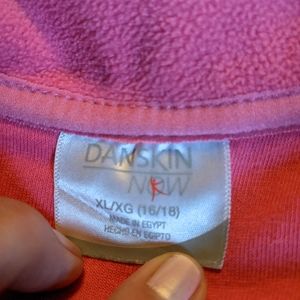 DANSKIN
NOW
XL/XG (16/18)
MADE IN EGYPT
HECHO EN EGIPTO